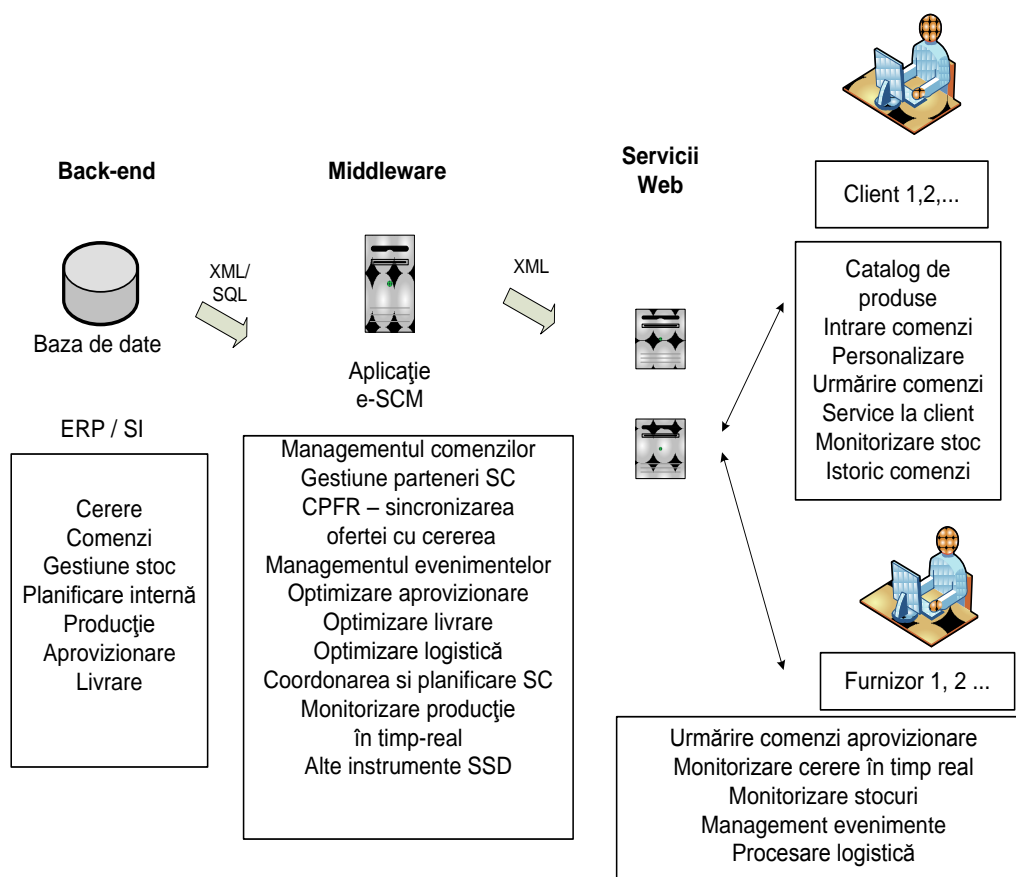 Back-end
Middleware
Servicii
Web
Client 1,2,...
XML/
SQL
XML
Baza de date
Aplicaţie
e-SCM
ERP / SI
Cerere
Comenzi
Gestiune stoc
Planificare internă
Producţie
Aprovizionare
Livrare
Managementul comenzilor
Gestiune parteneri SC
CPFR – sincronizarea
ofertei cu cererea
Managementul evenimentelor
Optimizare aprovizionare
Optimizare livrare
Optimizare logistică
Coordonarea si planificare SC
Monitorizare producţie
în timp-real
Alte instrumente SSD
Catalog de
produse
Intrare comenzi
Personalizare
Urmărire comenzi
Service la client
Monitorizare stoc
Istoric comenzi
Furnizor 1, 2 ...
Urmărire comenzi aprovizionare
Monitorizare cerere în timp real
Monitorizare stocuri
Management evenimente
Procesare logistică